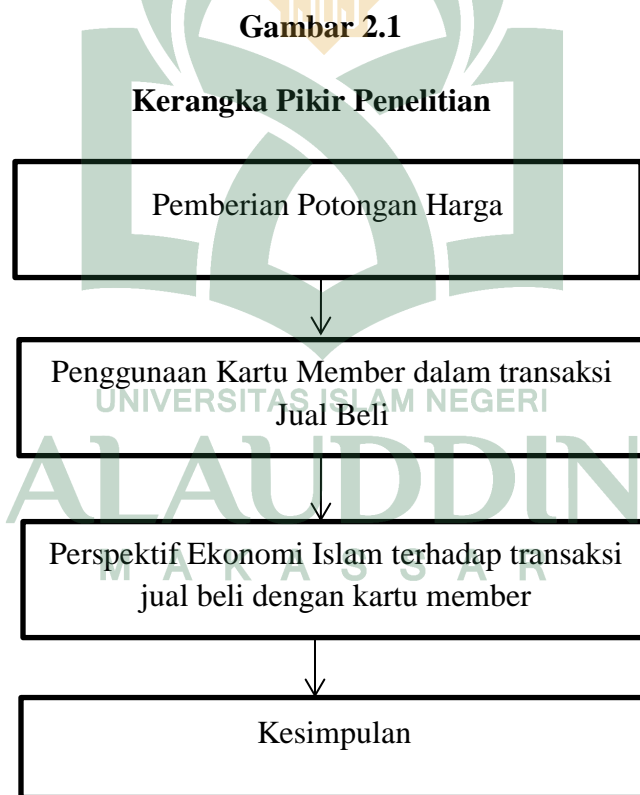 Gambar 2.1
Kerangka Pikir Penelitian
Pemberian Potongan Harga
Penggunaan Kartu Member dalam transaksi
UNIVERSITAS ISLAM NEGERI
Jual Beli
ALAUDDIN
Perspektif Ekonomi Islam terhadap transaksi
MAKASSAR
jual beli dengan kartu member
Kesimpulan